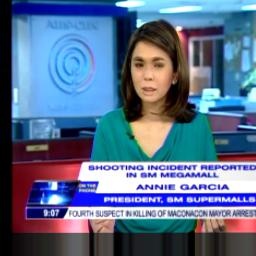 SHOOTING INCIDENT REPORTED
IN SM MEGAMALL
ON THE
PHONE
ANNIE GARCIA
PRESIDENT, SM SUPERMALLS
9:07
FOURTH SUSPECT IN KILLING OF MACONACON MAYOR ARREST